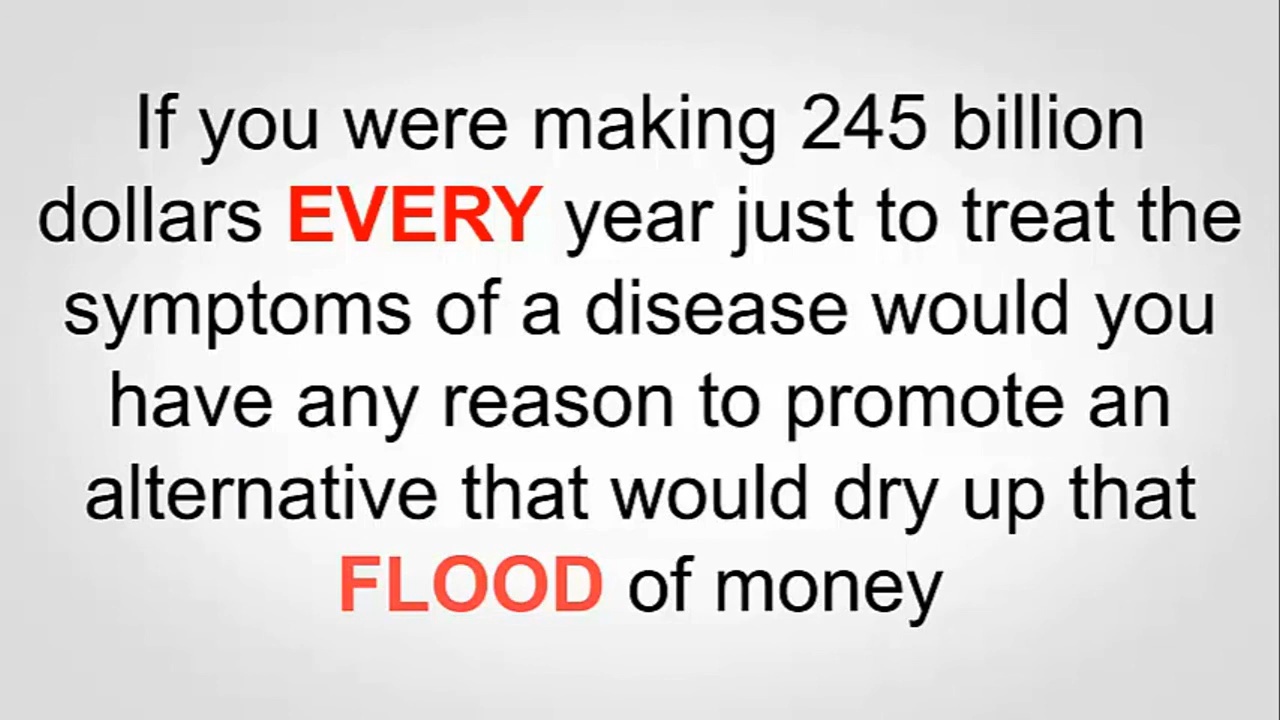 If you were making 245 billion
dollars EVERY year just to treat the
symptoms of a disease would you
have any reason to promote an
alternative that would dry up that
FLOOD of money